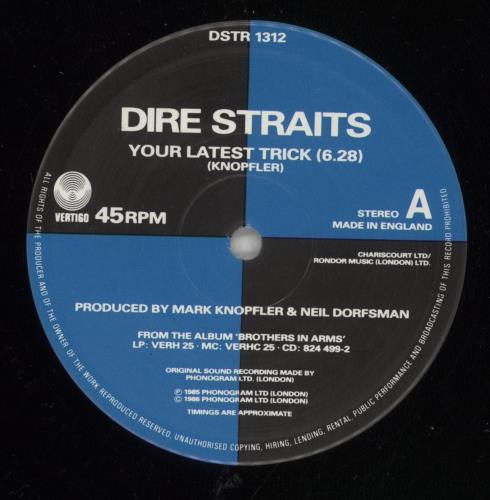 DSTR 1312
DIRE STRAITS
YOUR LATEST TRICK (6.28)
(KNOPFLER)
VERTIGO
45RPM
STEREO A
MADE IN ENGLAND
CHARISCOURT LTD/
RONDOR MUSIC (LONDON) LTD.
PRODUCED BY MARK KNOPFLER & NEIL DORFSMAN
FROM THE ALBUM 'BROTHERS IN ARMS'
LP: VERH 25 · MC: VERHC 25 · CD: 824 499-2
ORIGINAL SOUND RECORDING MADE BY
PHONOGRAM LTD. (LONDON)
Ⓟ 1985 PHONOGRAM LTD (LONDON)
© 1986 PHONOGRAM LTD (LONDON)
TIMINGS ARE APPROXIMATE
ALL RIGHTS OF THE PRODUCER AND OF THE OWNER OF THE WORK REPRODUCED RESERVED. UNAUTHORISED COPYING, HIRING, LENDING, RENTAL, PUBLIC PERFORMANCE AND BROADCASTING OF THIS RECORD PROHIBITED